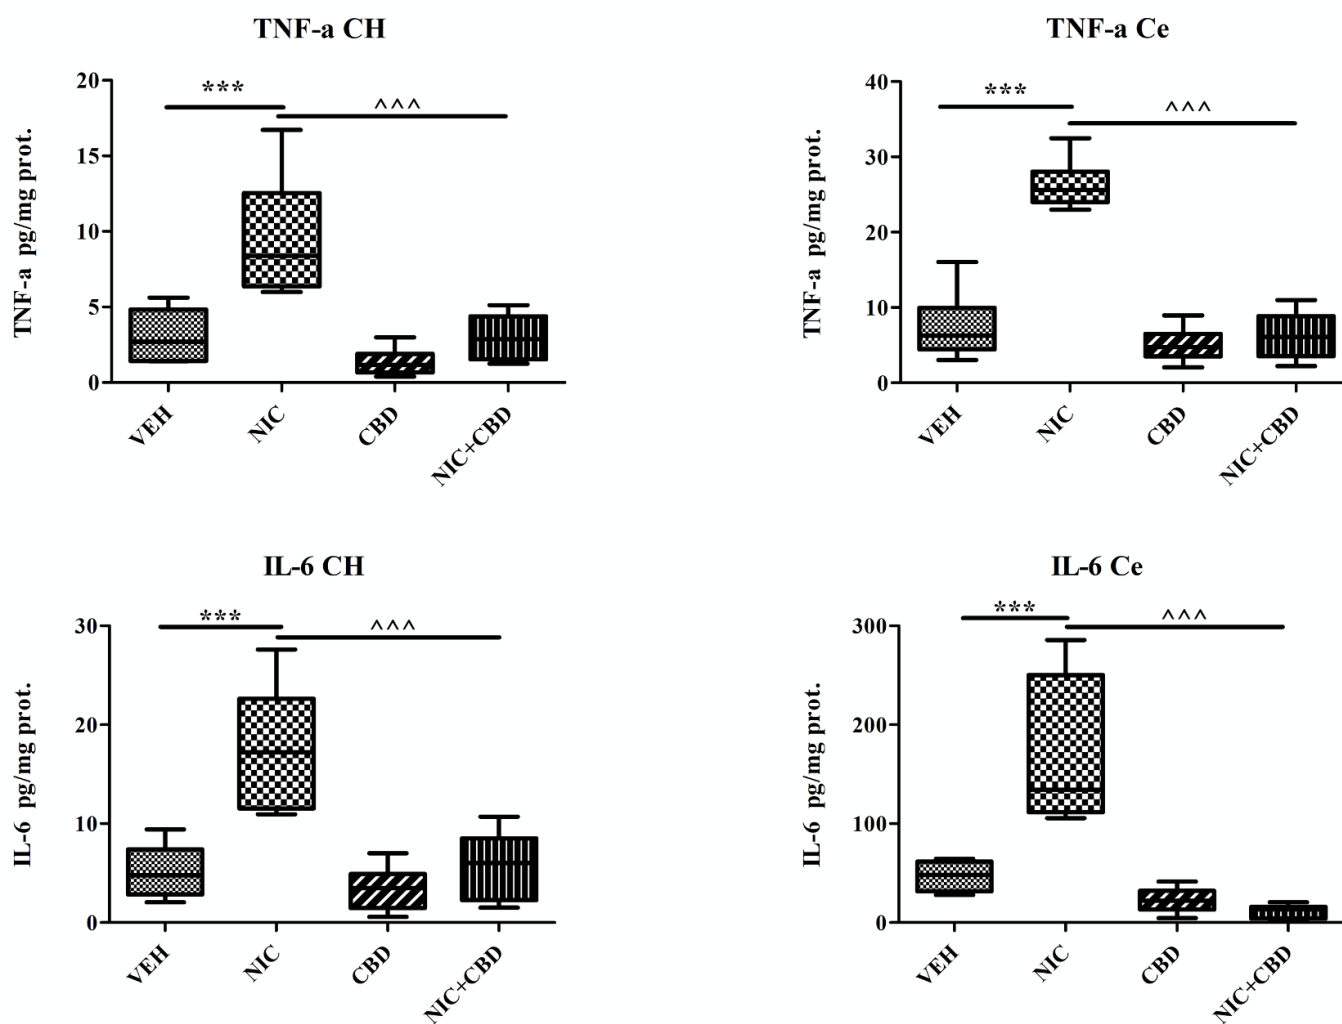 TNF-a CH
TNF-a pg/mg prot.
20
15
10
5
0
***
^^^
VEH
NIC
CBD
NIC+CBD
TNF-a Ce
TNF-a pg/mg prot.
40
30
20
10
0
***
^^^
VEH
NIC
CBD
NIC+CBD
IL-6 CH
IL-6 pg/mg prot.
30
20
10
0
***
^^^
VEH
NIC
CBD
NIC+CBD
IL-6 Ce
IL-6 pg/mg prot.
300
200
100
0
***
^^^
VEH
NIC
CBD
NIC+CBD